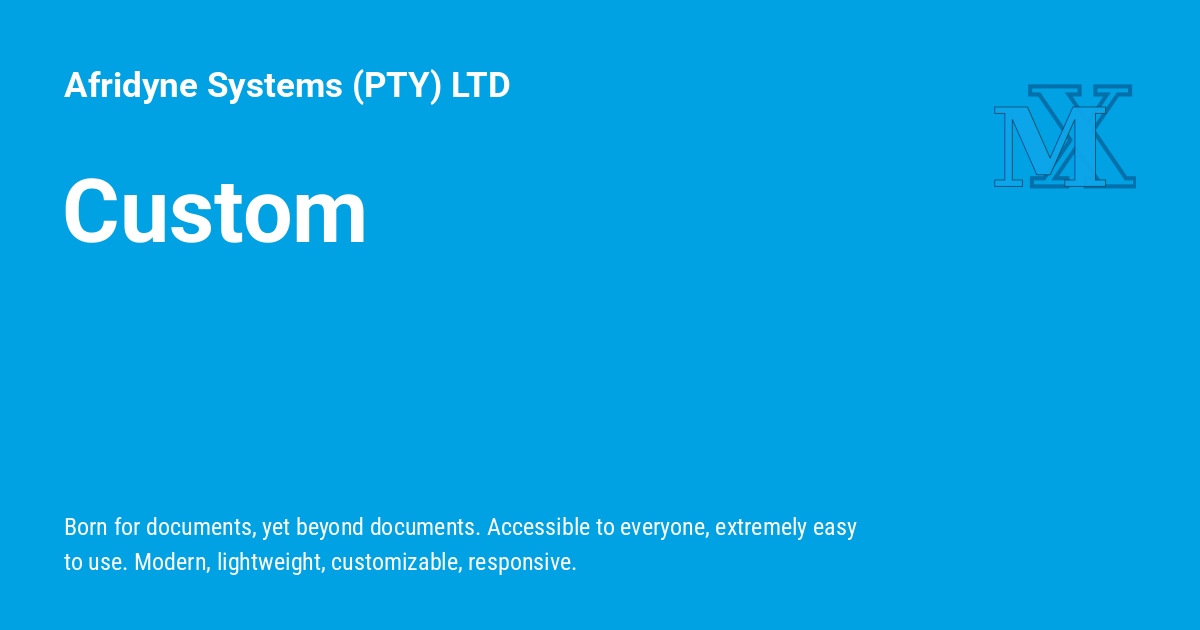 Afridyne Systems (PTY) LTD
MX
Custom
Born for documents, yet beyond documents. Accessible to everyone, extremely easy
to use. Modern, lightweight, customizable, responsive.